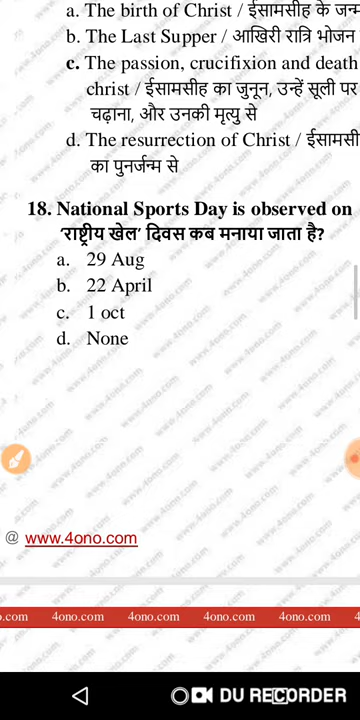 a. The birth of Christ / ईसामसीह के जन्म
b. The Last Supper / आखिरी रात्रि भोजन
c. The passion, crucifixion and death
christ / ईसामसीह का जुनून, उन्हें सूली पर
चढ़ाना, और उनकी मृत्यु से
d. The resurrection of Christ / ईसामसी
का पुनर्जन्म से
18. National Sports Day is observed on
‘राष्ट्रीय खेल’ दिवस कब मनाया जाता है?
a. 29 Aug
b. 22 April
c. 1 oct
d. None
@ www.4ono.com
.com 4ono.com 4ono.com 4ono.com 4ono.com 4
DU RECORDER